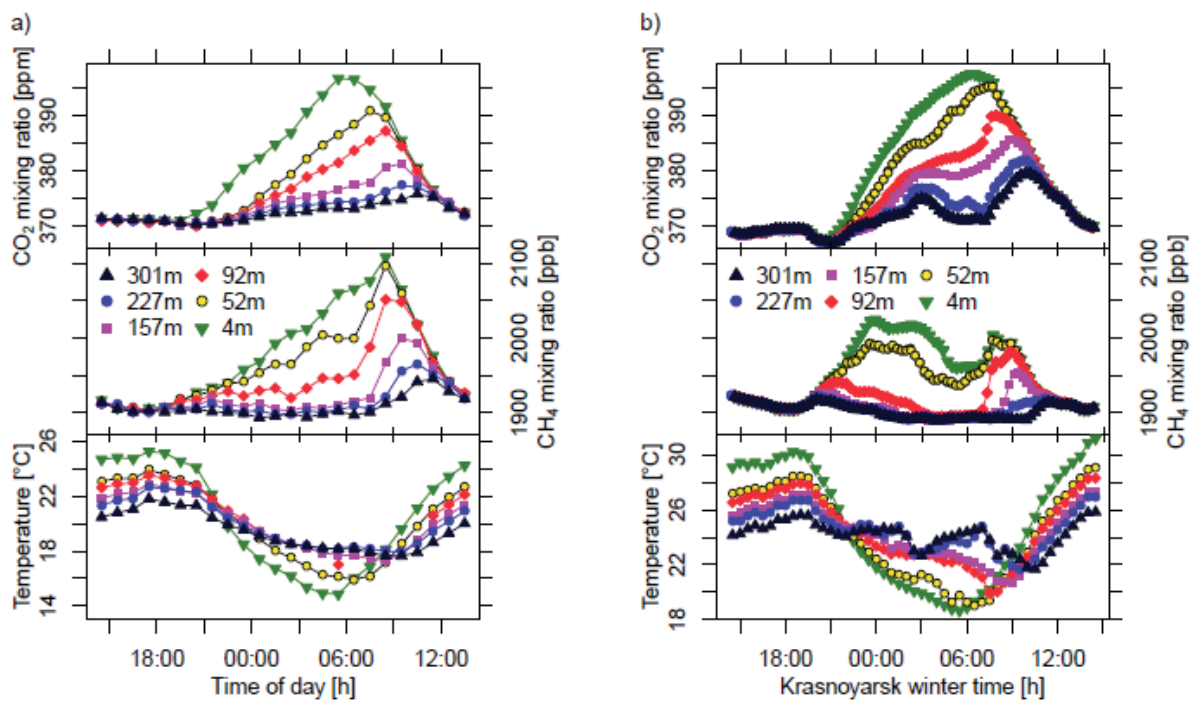 a)
b)
CO2 mixing ratio [ppm]
370 380 390
CO2 mixing ratio [ppm]
370 380 390
301m 92m
227m 52m
157m 4m
1900 2000 2100
CH4 mixing ratio [ppb]
301m 157m 52m
227m 92m 4m
1900 2000 2100
CH4 mixing ratio [ppb]
Temperature [°C]
14 18 22 26
Temperature [°C]
18 22 26 30
18:00 00:00 06:00 12:00
Time of day [h]
18:00 00:00 06:00 12:00
Krasnoyarsk winter time [h]